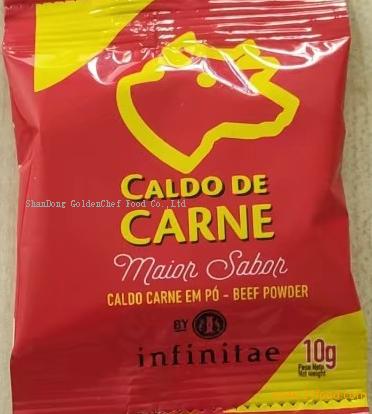 CALDO DE
ShanDong GoldenChef Food Co.,Ltd
CARNE
Maior Sabor
CALDO CARNE EM PÓ - BEEF POWDER
BY
infinitae
10g
Peso Neto
Net weight